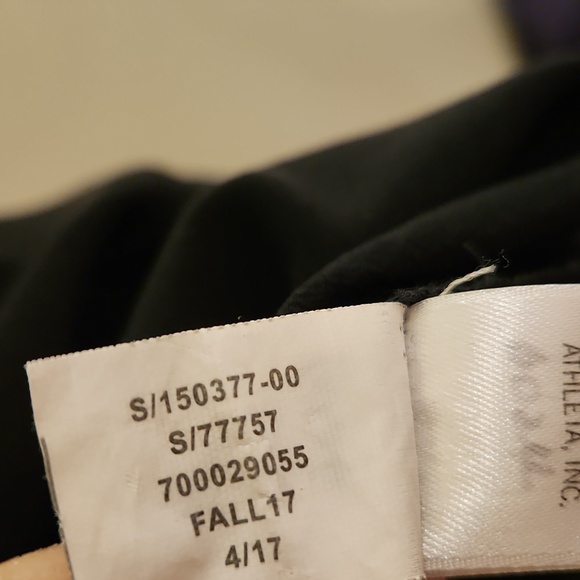 S/150377-00
S/77757
700029055
FALL17
4/17
ATHLETA, INC.